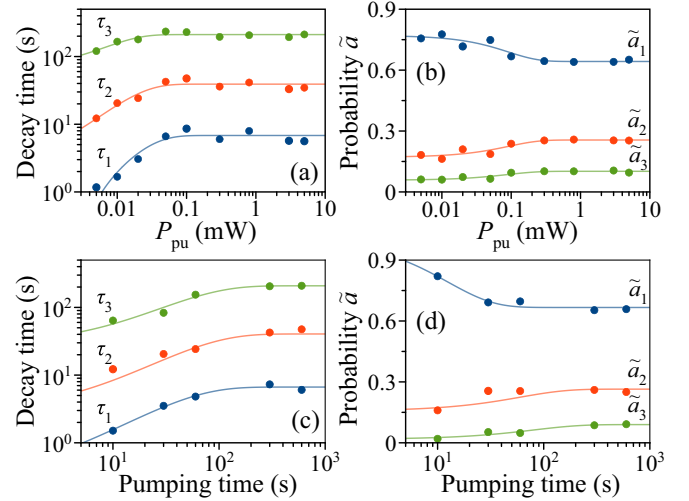 Decay time (s)
10²
10¹
10⁰
τ₃
τ₂
τ₁
(a)
0.01 0.1 1 10
P_pu (mW)
Probability ã
0.9
0.6
0.3
0
(b)
ã₁
ã₂
ã₃
0.01 0.1 1 10
P_pu (mW)
Decay time (s)
10²
10¹
10⁰
τ₃
τ₂
τ₁
(c)
10¹ 10² 10³
Pumping time (s)
Probability ã
0.9
0.6
0.3
0
(d)
ã₁
ã₂
ã₃
10¹ 10² 10³
Pumping time (s)